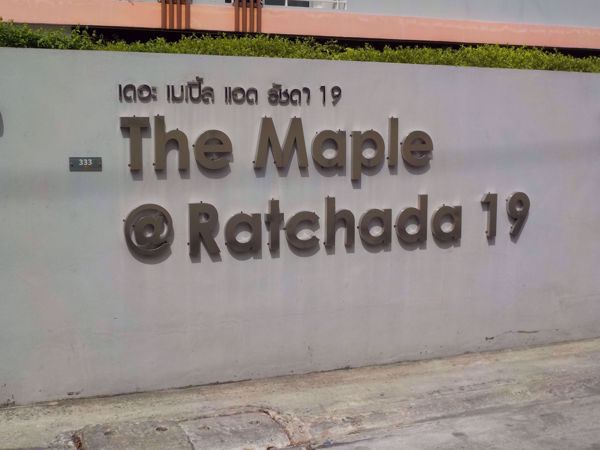 เดอะ เมเปิ้ล แอด รัชดา 19
333
The Maple
@Ratchada 19